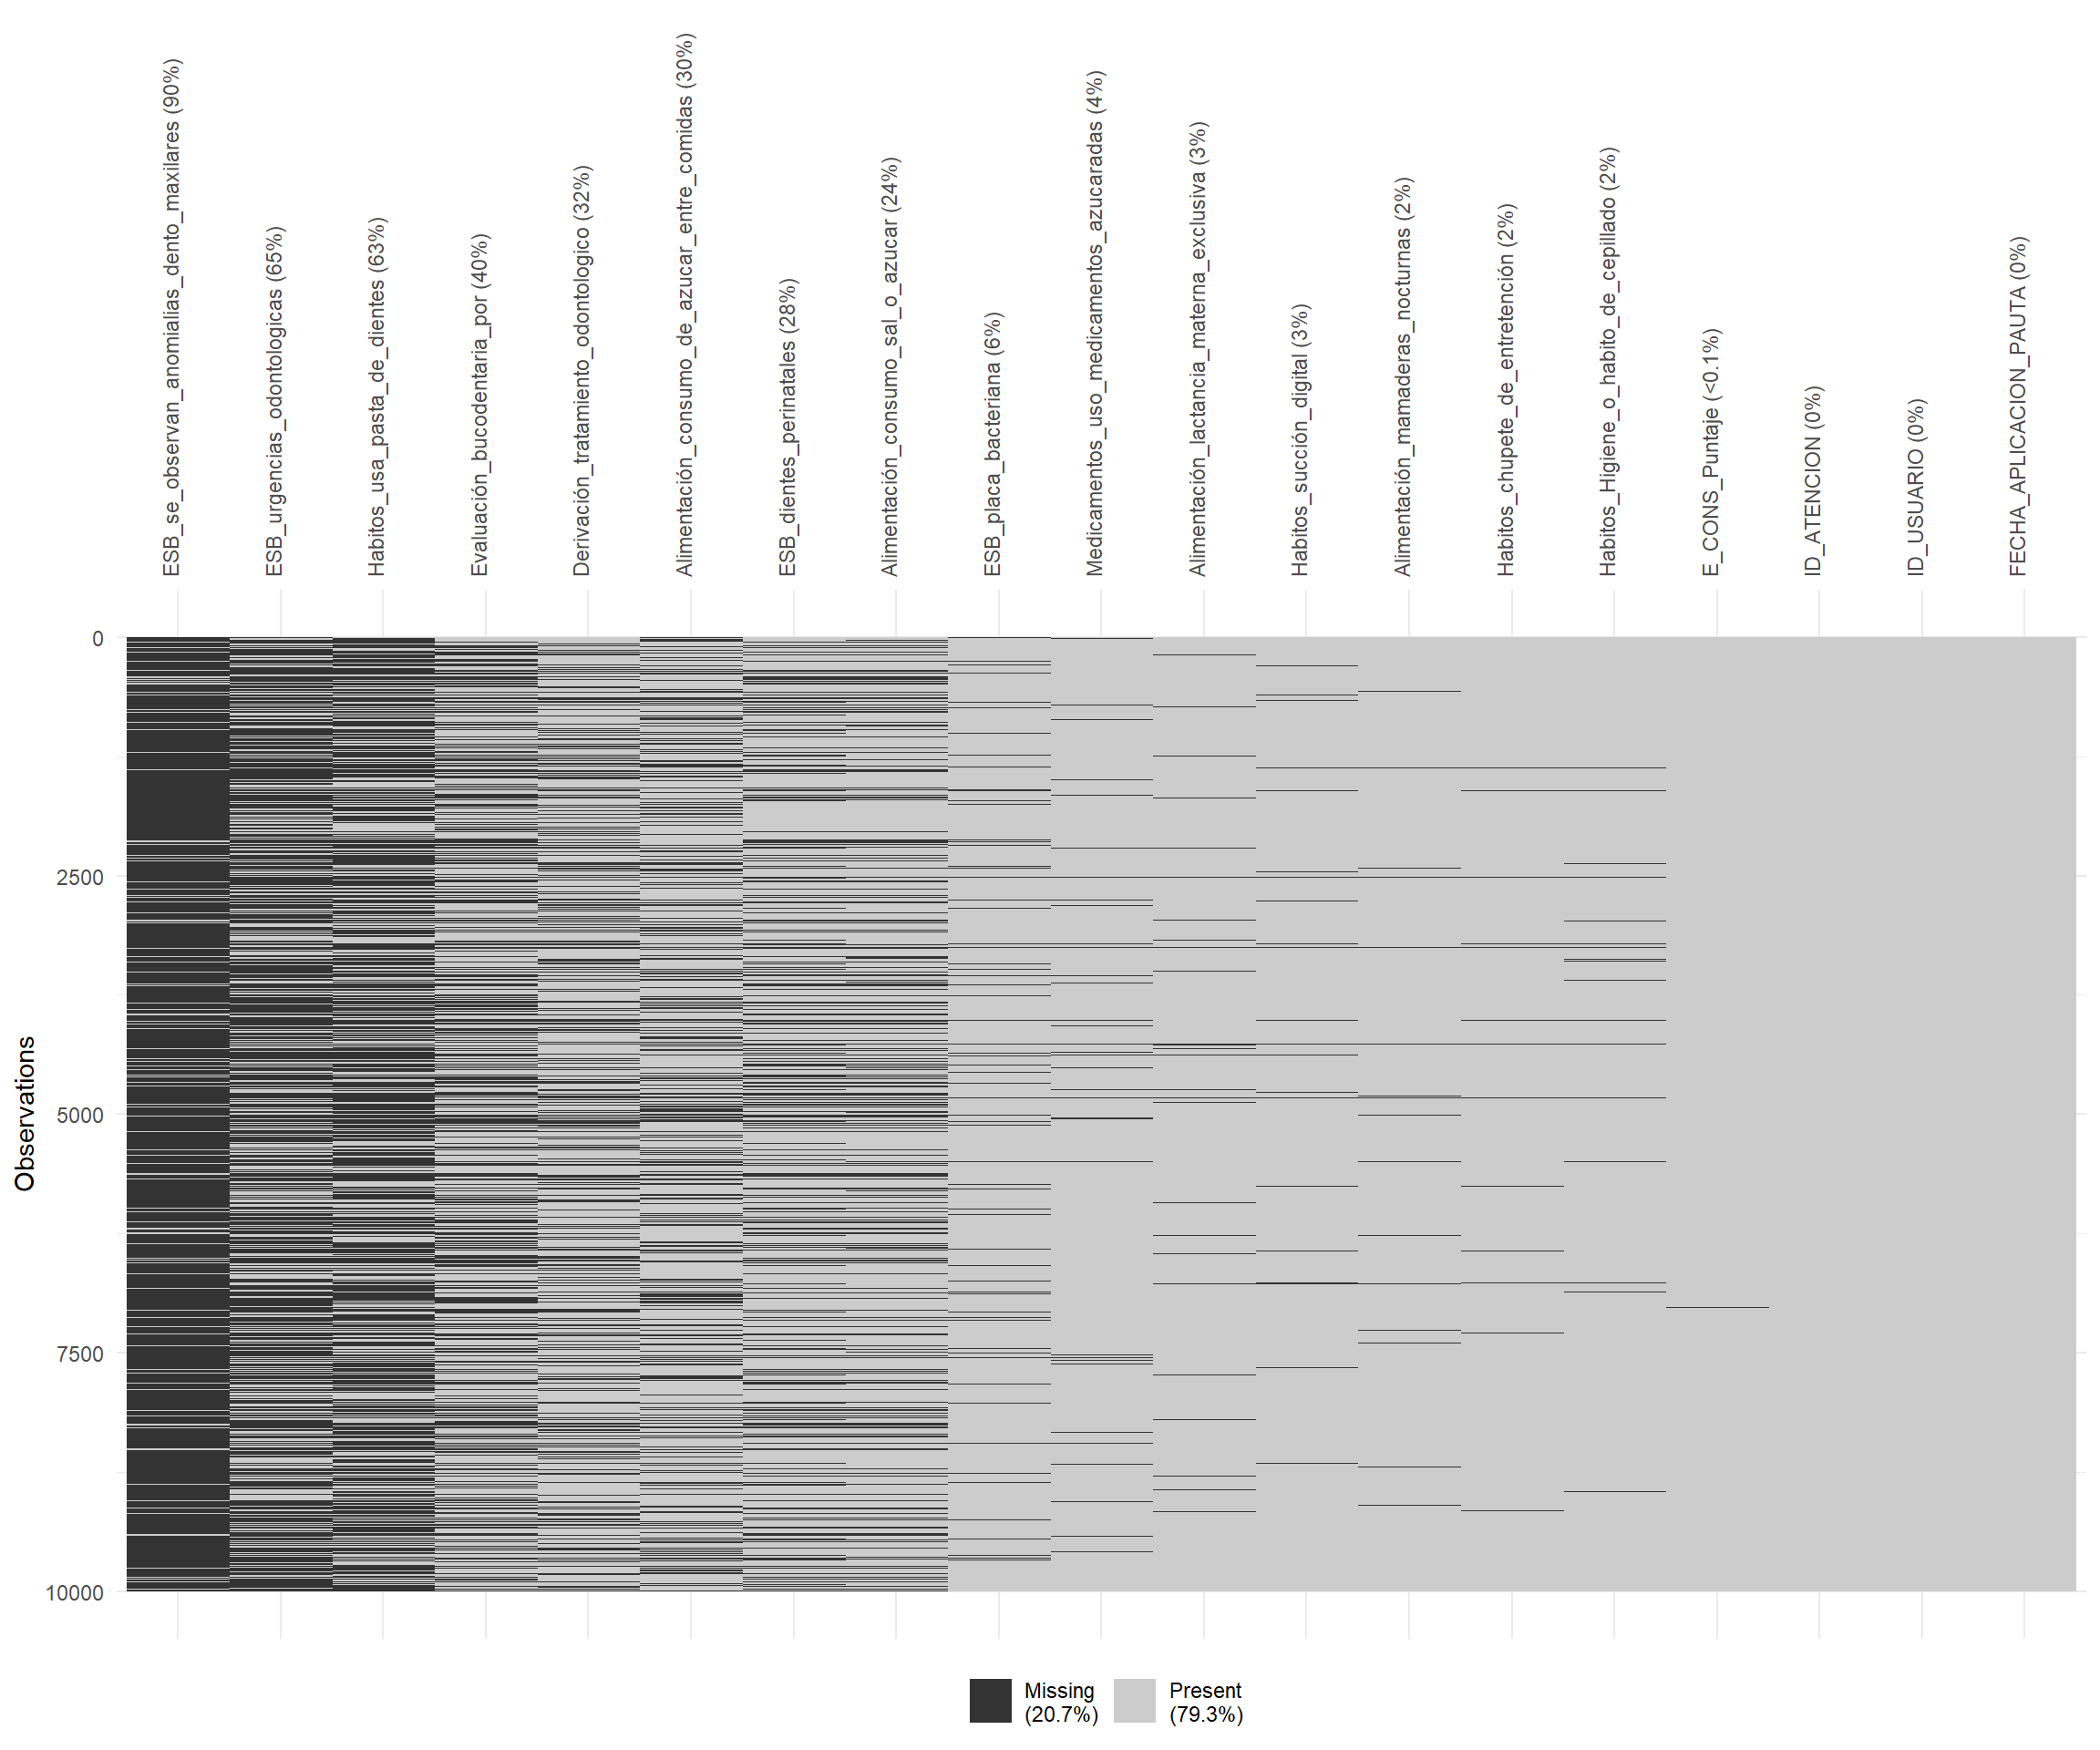 ESB_se_observan_anomialias_dento_maxilares (90%)
ESB_urgencias_odontologicas (65%)
Habitos_usa_pasta_de_dientes (63%)
Evaluación_bucodentaria_por (40%)
Derivación_tratamiento_odontologico (32%)
Alimentación_consumo_de_azucar_entre_comidas (30%)
ESB_dientes_perinatales (28%)
Alimentación_consumo_sal_o_azucar (24%)
ESB_placa_bacteriana (6%)
Medicamentos_uso_medicamentos_azucaradas (4%)
Alimentación_lactancia_materna_exclusiva (3%)
Habitos_succión_digital (3%)
Alimentación_mamaderas_nocturnas (2%)
Habitos_chupete_de_entretención (2%)
Habitos_Higiene_o_habito_de_cepillado (2%)
E_CONS_Puntaje (<0.1%)
ID_ATENCION (0%)
ID_USUARIO (0%)
FECHA_APLICACION_PAUTA (0%)
0
2500
5000
7500
10000
Observations
Missing
(20.7%)
Present
(79.3%)